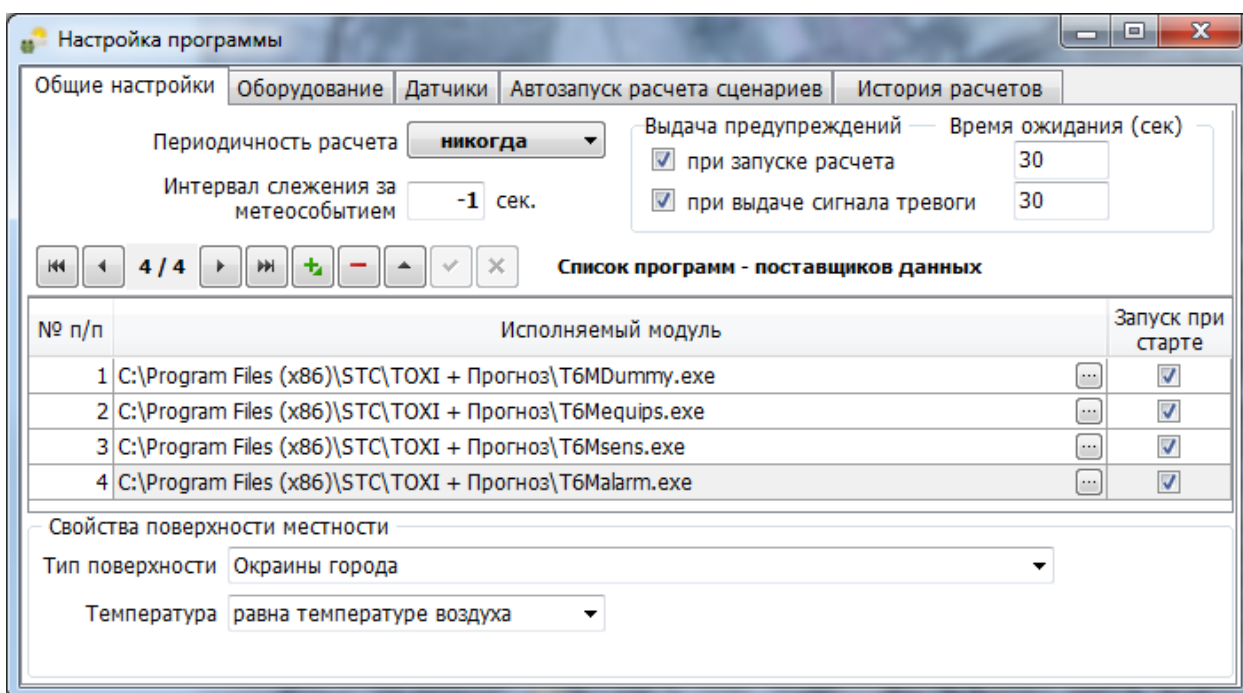 Настройка программы
Общие настройки Оборудование Датчики Автозапуск расчета сценариев История расчетов
Периодичность расчета никогда
Интервал слежения за метеособытием -1 сек.
Выдача предупреждений Время ожидания (сек)
при запуске расчета 30
при выдаче сигнала тревоги 30
4 / 4 Список программ - поставщиков данных
№ п/п Исполняемый модуль Запуск при старте
1 C:\Program Files (x86)\STC\TOXI + Прогноз\T6MDummy.exe ...
2 C:\Program Files (x86)\STC\TOXI + Прогноз\T6Mequips.exe ...
3 C:\Program Files (x86)\STC\TOXI + Прогноз\T6Msens.exe ...
4 C:\Program Files (x86)\STC\TOXI + Прогноз\T6Malarm.exe ...
Свойства поверхности местности
Тип поверхности Окраины города
Температура равна температуре воздуха